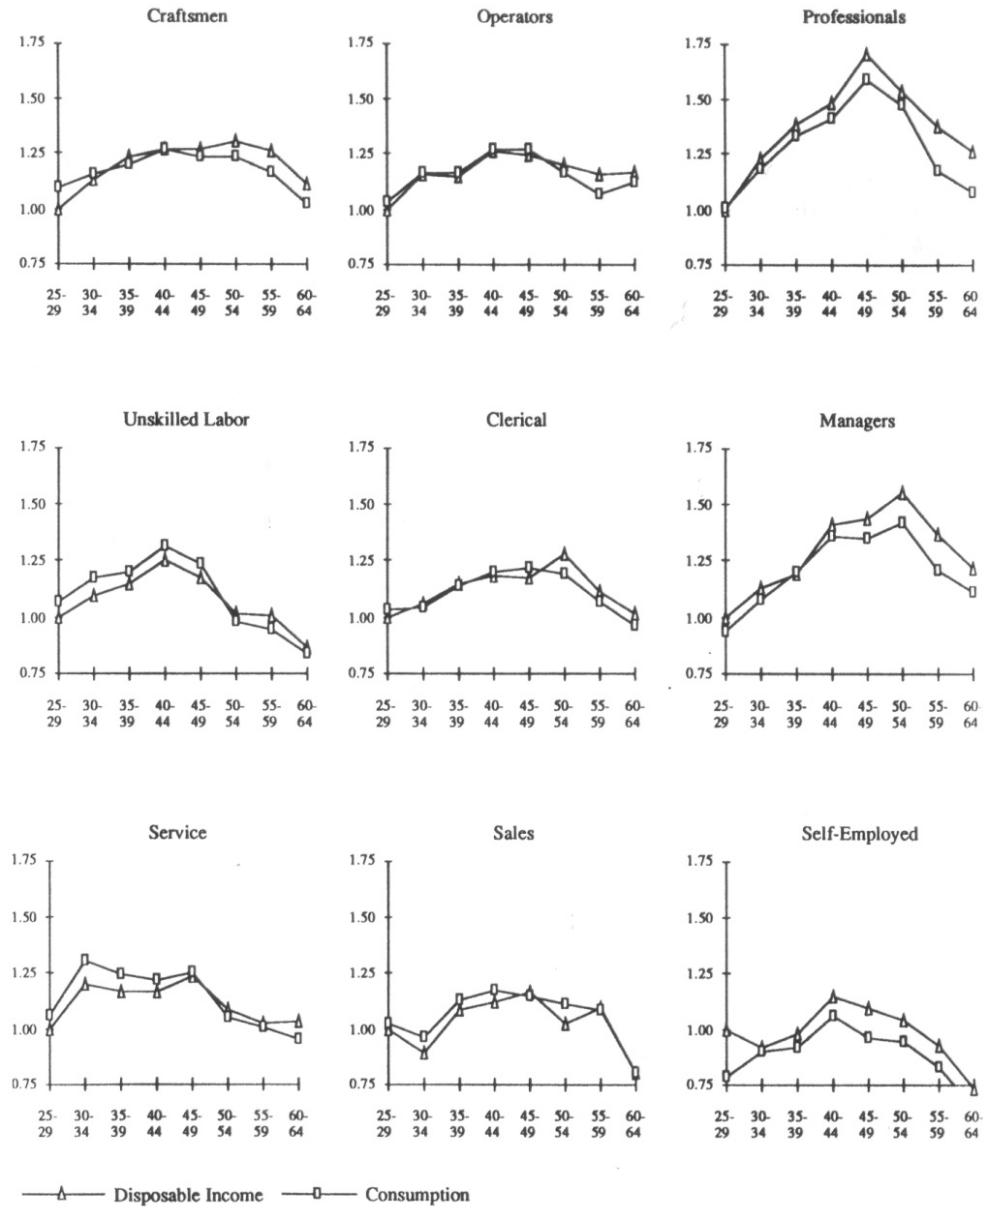 Craftsmen
Operators
Professionals
1.75
1.50
1.25
1.00
0.75
1.75
1.50
1.25
1.00
0.75
1.75
1.50
1.25
1.00
0.75
25- 30- 35- 40- 45- 50- 55- 60-
29 34 39 44 49 54 59 64
25- 30- 35- 40- 45- 50- 55- 60-
29 34 39 44 49 54 59 64
25- 30- 35- 40- 45- 50- 55- 60
29 34 39 44 49 54 59 64
Unskilled Labor
Clerical
Managers
1.75
1.50
1.25
1.00
0.75
1.75
1.50
1.25
1.00
0.75
1.75
1.50
1.25
1.00
0.75
25- 30- 35- 40- 45- 50- 55- 60-
29 34 39 44 49 54 59 64
25- 30- 35- 40- 45- 50- 55- 60-
29 34 39 44 49 54 59 64
25- 30- 35- 40- 45- 50- 55- 60-
29 34 39 44 49 54 59 64
Service
Sales
Self-Employed
1.75
1.50
1.25
1.00
0.75
1.75
1.50
1.25
1.00
0.75
1.75
1.50
1.25
1.00
0.75
25- 30- 35- 40- 45- 50- 55- 60-
29 34 39 44 49 54 59 64
25- 30- 35- 40- 45- 50- 55- 60-
29 34 39 44 49 54 59 64
25- 30- 35- 40- 45- 50- 55- 60-
29 34 39 44 49 54 59 64
Disposable Income
Consumption